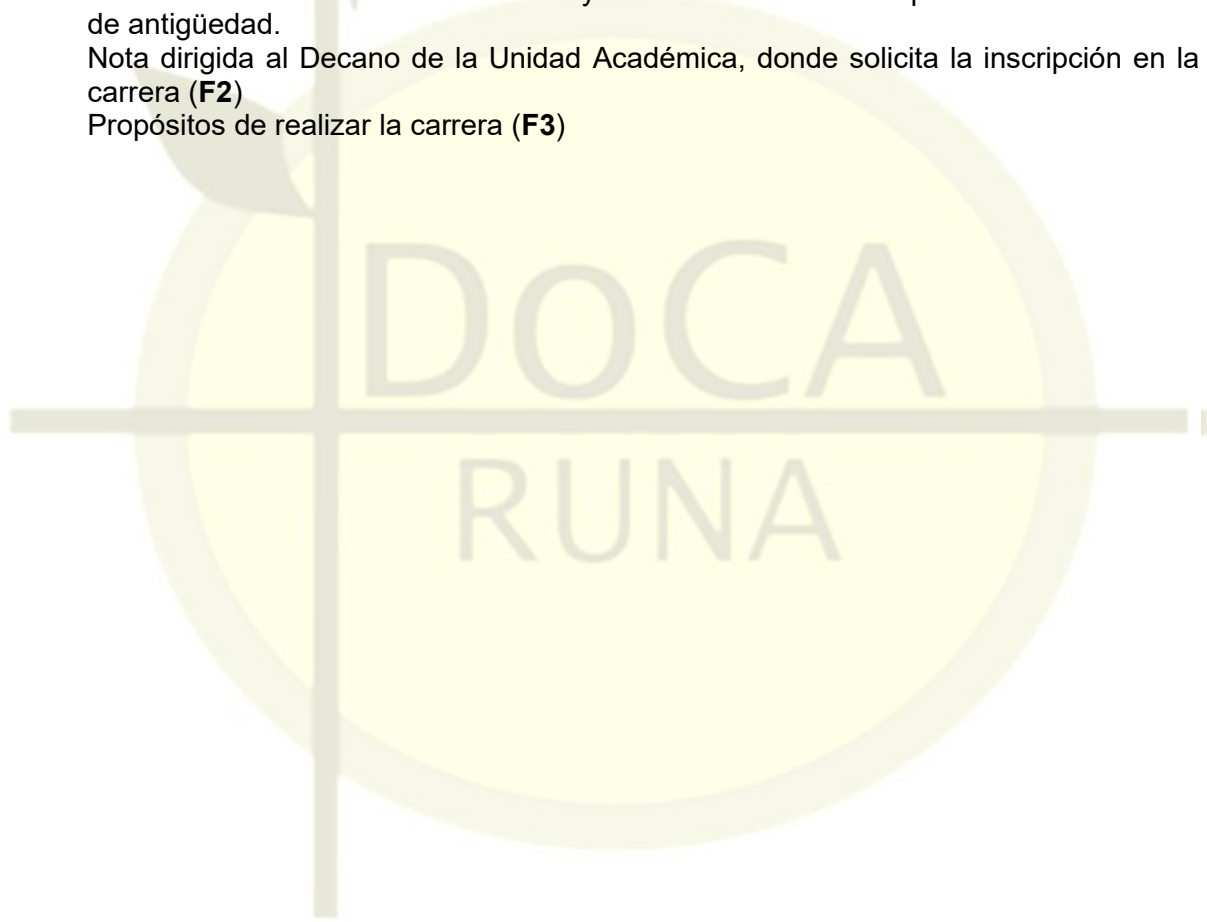 de antigüedad.
Nota dirigida al Decano de la Unidad Académica, donde solicita la inscripción en la
carrera (F2)
Propósitos de realizar la carrera (F3)
DOCA
RUNA